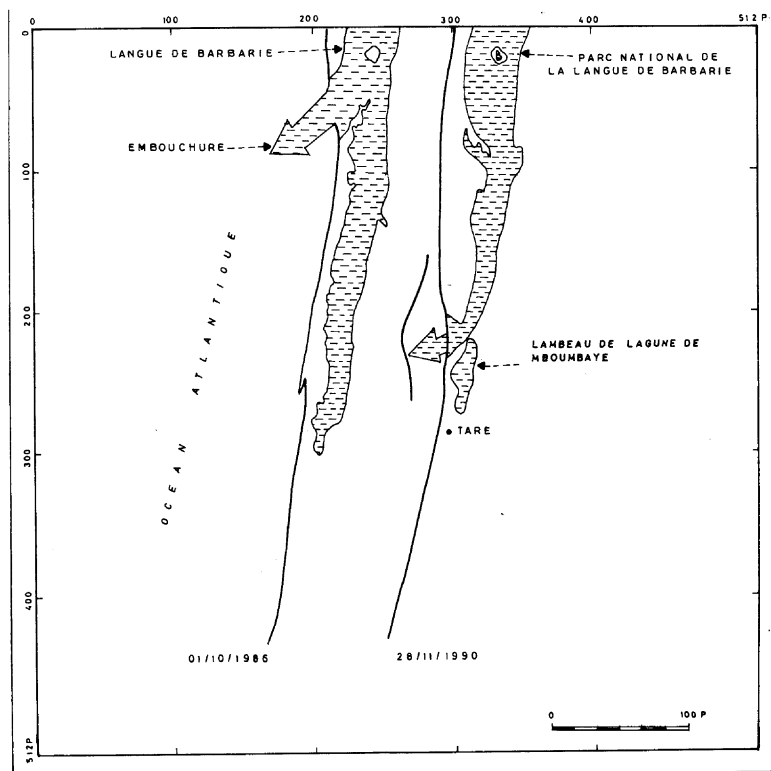 0 100 200 300 400 512 P.
0
LANGUE DE BARBARIE
B
PARC NATIONAL DE
LA LANGUE DE BARBARIE
EMBOUCHURE
100
OCEAN ATLANTIQUE
200
LAMBEAU DE LAGUNE DE
MBOUMBAYE
TARE
300
400
01/10/1986 28/11/1990
0 100 P
512P